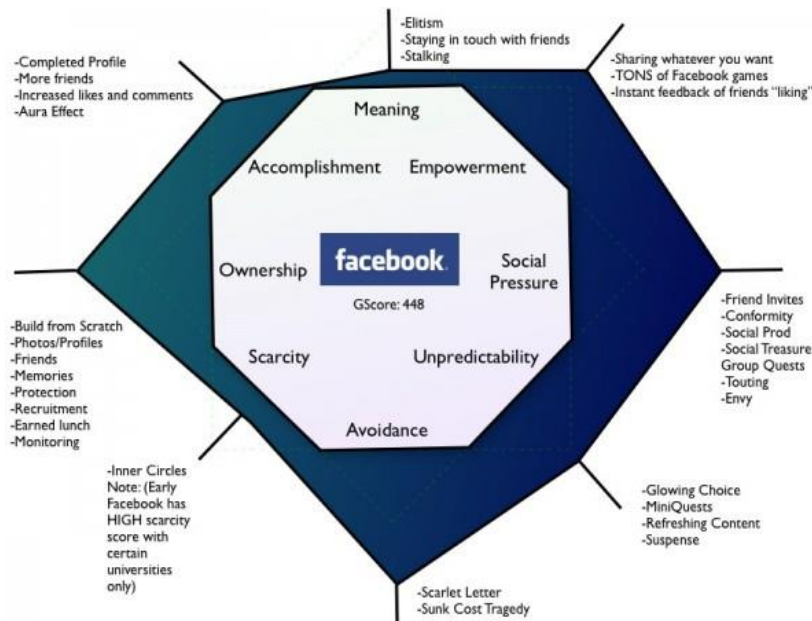 -Elitism
-Staying in touch with friends
-Stalking
-Completed Profile
-More friends
-Increased likes and comments
-Aura Effect
-Sharing whatever you want
-TONS of Facebook games
-Instant feedback of friends “liking”
Meaning
Accomplishment
Empowerment
Ownership
facebook.
Social
Pressure
GScore: 448
Scarcity
Unpredictability
Avoidance
-Friend Invites
-Conformity
-Social Prod
-Social Treasure
Group Quests
-Touting
-Envy
-Build from Scratch
-Photos/Profiles
-Friends
-Memories
-Protection
-Recruitment
-Earned lunch
-Monitoring
-Inner Circles
Note: (Early
Facebook has
HIGH scarcity
score with
certain
universities
only)
-Glowing Choice
-MiniQuests
-Refreshing Content
-Suspense
-Scarlet Letter
-Sunk Cost Tragedy